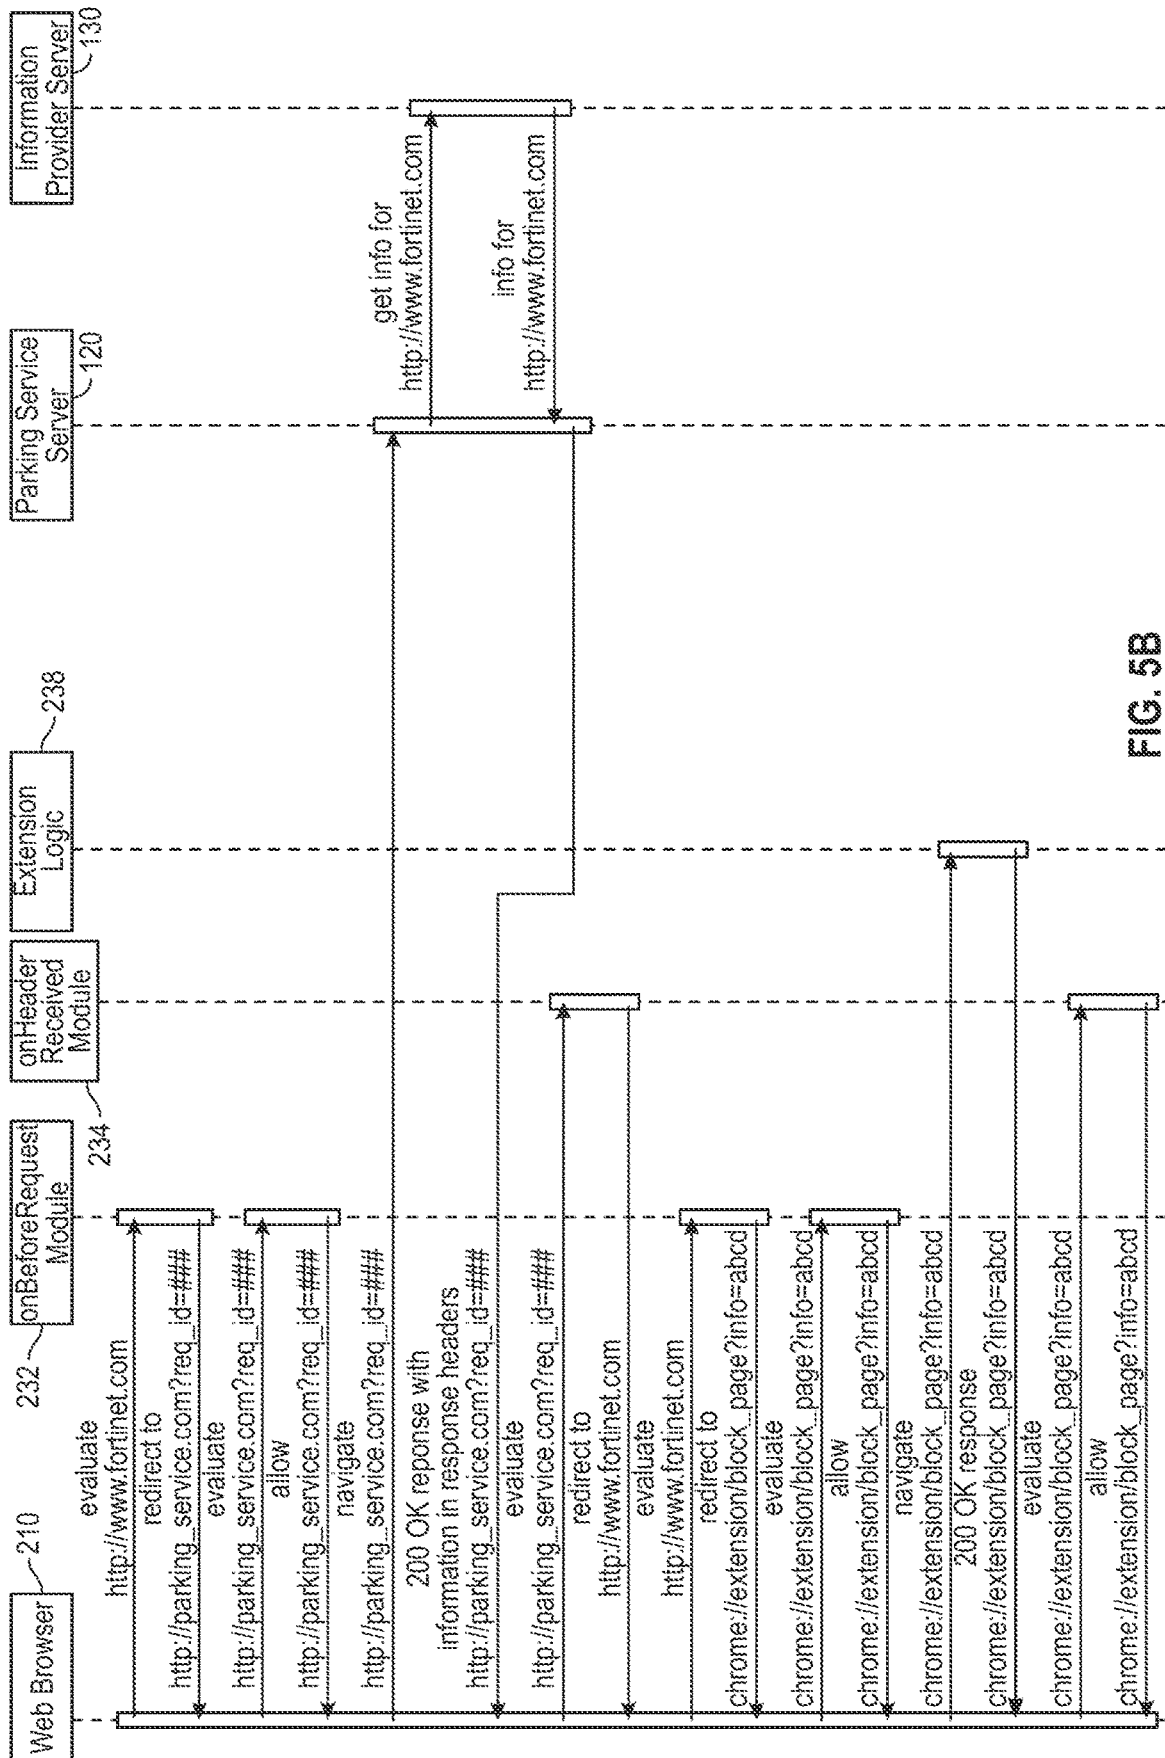 Web Browser
210
onBeforeRequest
Module
232
onHeader
Received
Module
234
Extension
Logic
238
Parking Service
Server
120
Information
Provider Server
130
evaluate
http://www.fortinet.com
redirect to
http://parking_service.com?req_id=###
evaluate
http://parking_service.com?req_id=###
allow
http://parking_service.com?req_id=###
navigate
http://parking_service.com?req_id=###
get info for
http://www.fortinet.com
info for
http://www.fortinet.com
200 OK reponse with
information in response headers
http://parking_service.com?req_id=###
evaluate
http://parking_service.com?req_id=###
redirect to
http://www.fortinet.com
evaluate
http://www.fortinet.com
redirect to
chrome://extension/block_page?info=abcd
evaluate
chrome://extension/block_page?info=abcd
allow
chrome://extension/block_page?info=abcd
navigate
chrome://extension/block_page?info=abcd
200 OK response
chrome://extension/block_page?info=abcd
evaluate
chrome://extension/block_page?info=abcd
allow
chrome://extension/block_page?info=abcd
FIG. 5B